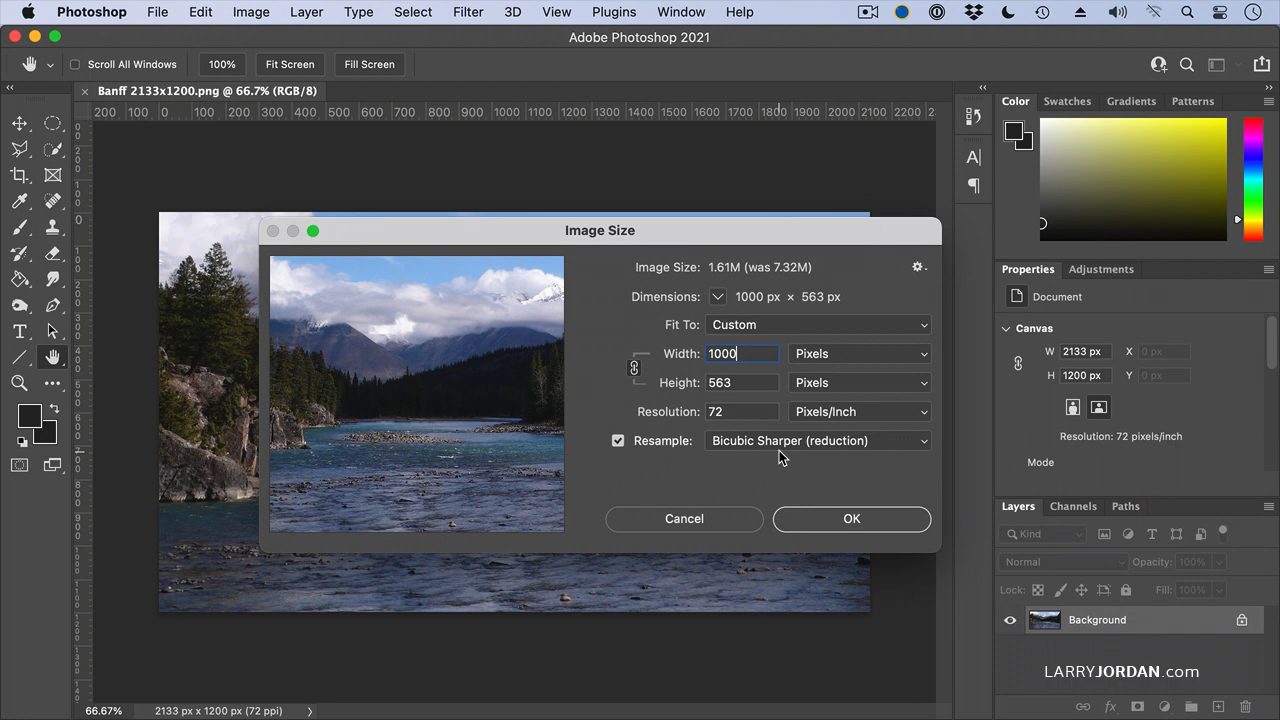 Photoshop File Edit Image Layer Type Select Filter 3D View Plugins Window Help
Adobe Photoshop 2021
Scroll All Windows 100% Fit Screen Fill Screen
Banff 2133x1200.png @ 66.7% (RGB/8)
200 100 0 100 200 300 400 500 600 700 800 900 1000 1100 1200 1300 1400 1500 1600 1700 1800 1900 2000 2100 2200
Image Size
Image Size: 1.61M (was 7.32M)
Dimensions: 1000 px × 563 px
Fit To: Custom
Width: 1000 Pixels
Height: 563 Pixels
Resolution: 72 Pixels/Inch
Resample: Bicubic Sharper (reduction)
Cancel OK
Color Swatches Gradients Patterns
Properties Adjustments
Document
Canvas
W 2133 px X 0 px
H 1200 px Y 0 px
Resolution: 72 pixels/inch
Mode
Layers Channels Paths
Kind
Normal Opacity: 100%
Lock: Fill: 100%
Background
LARRYJORDAN.com
66.67% 2133 px x 1200 px (72 ppi)